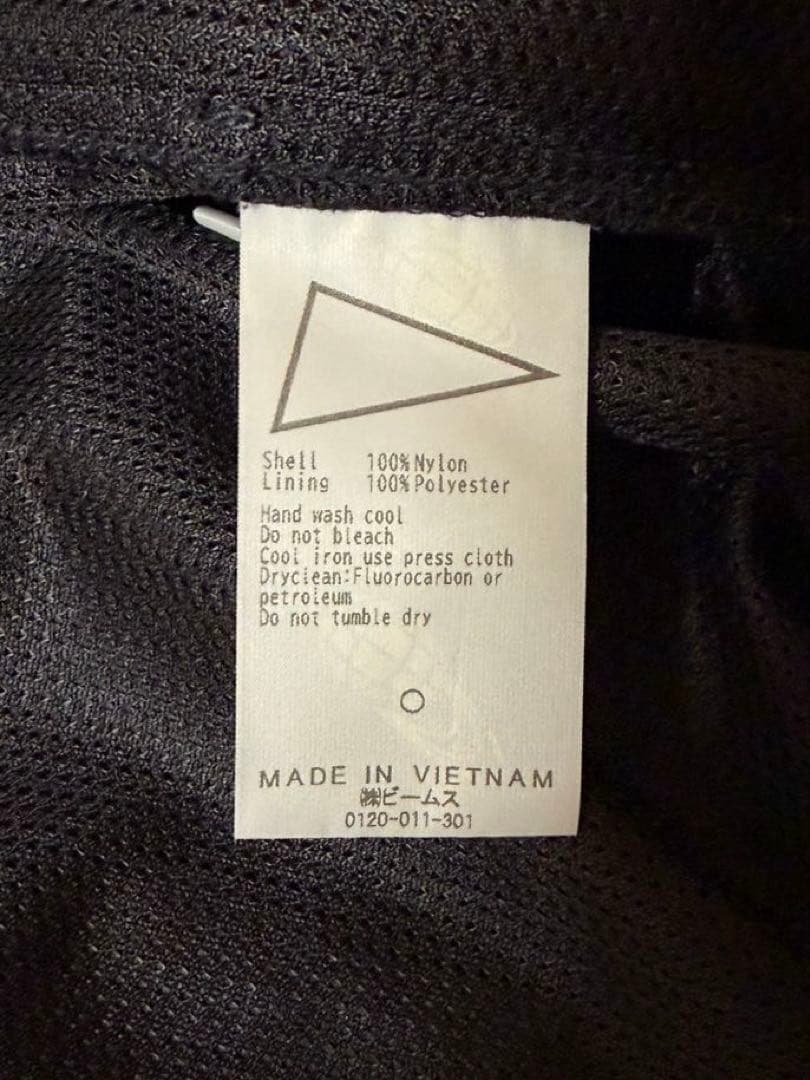 Shell 100%Nylon
Lining 100%Polyester
Hand wash cool
Do not bleach
Cool iron use press cloth
Dryclean:Fluorocarbon or
petroleum
Do not tumble dry
MADE IN VIETNAM
㈱ビームス
0120-011-301